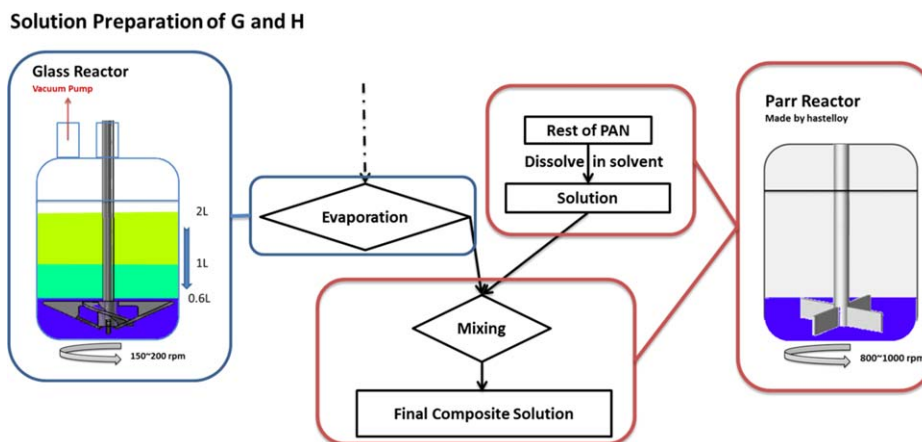 Solution Preparation of G and H
Glass Reactor
Vacuum Pump
2L
1L
0.6L
150~200 rpm
Evaporation
Rest of PAN
Dissolve in solvent
Solution
Mixing
Final Composite Solution
Parr Reactor
Made by hastelloy
800~1000 rpm